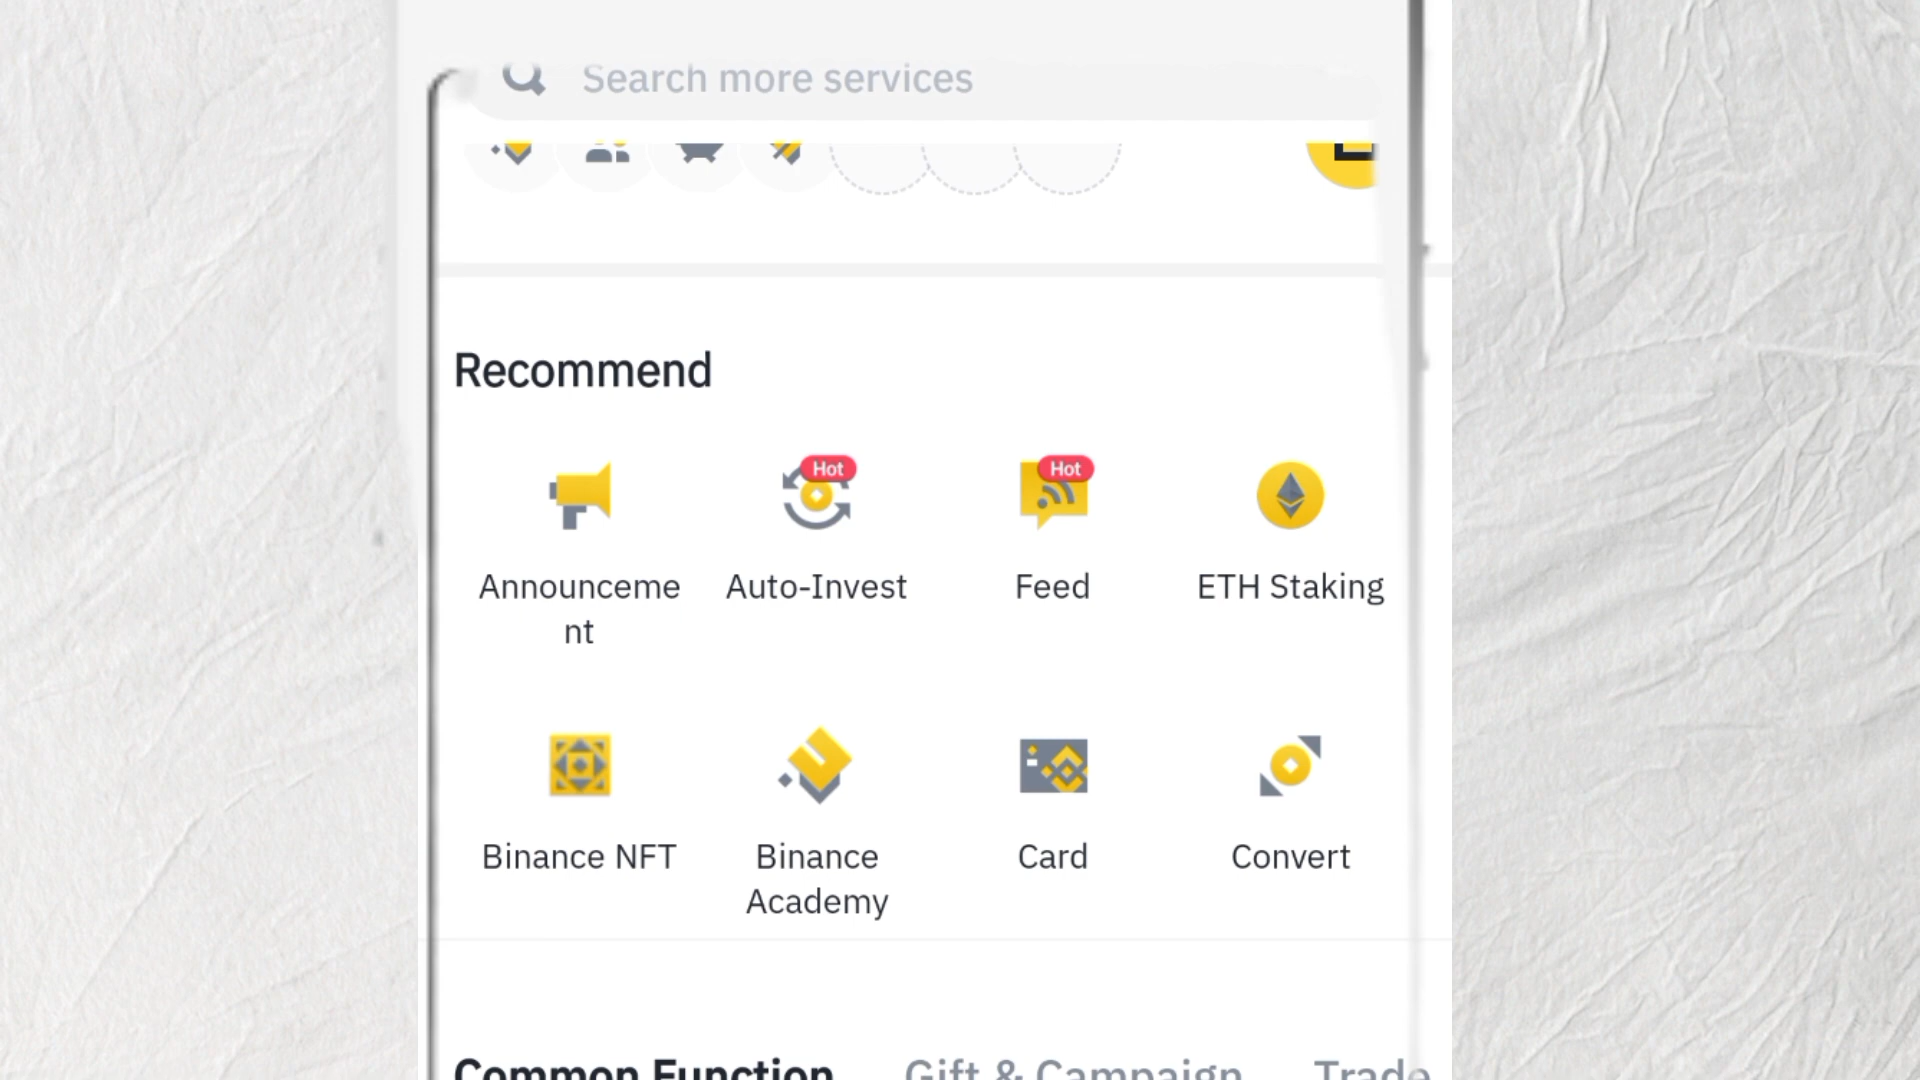 Search more services
Recommend
Hot
Hot
Announceme
nt
Auto-Invest
Feed
ETH Staking
Binance NFT
Binance
Academy
Card
Convert
Common Function
Gift & Campaign
Trade